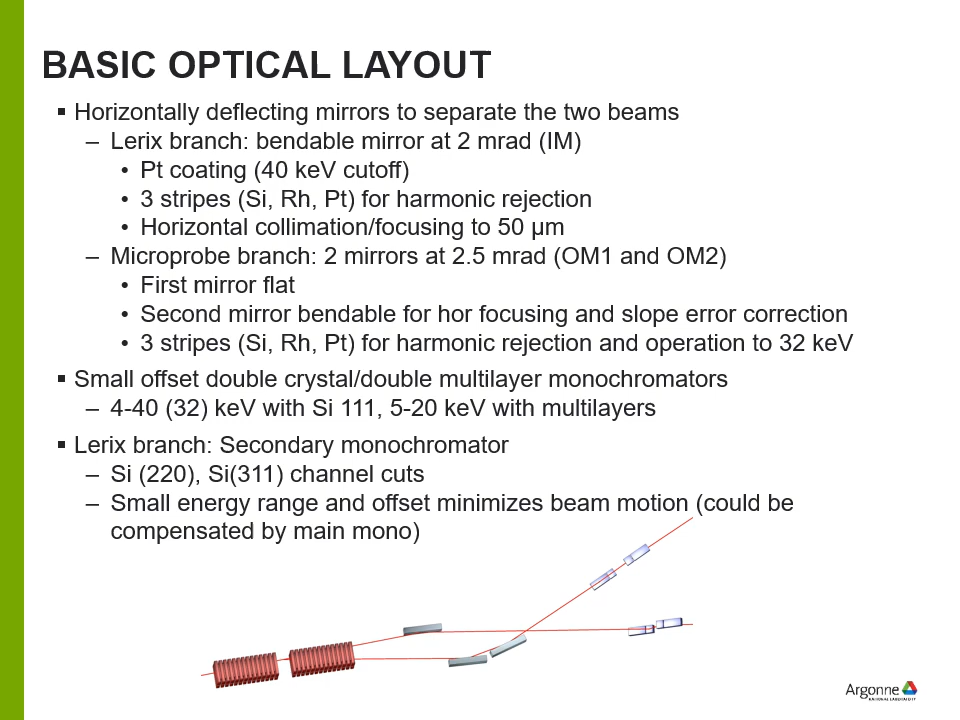 BASIC OPTICAL LAYOUT
▪ Horizontally deflecting mirrors to separate the two beams
– Lerix branch: bendable mirror at 2 mrad (IM)
• Pt coating (40 keV cutoff)
• 3 stripes (Si, Rh, Pt) for harmonic rejection
• Horizontal collimation/focusing to 50 μm
– Microprobe branch: 2 mirrors at 2.5 mrad (OM1 and OM2)
• First mirror flat
• Second mirror bendable for hor focusing and slope error correction
• 3 stripes (Si, Rh, Pt) for harmonic rejection and operation to 32 keV
▪ Small offset double crystal/double multilayer monochromators
– 4-40 (32) keV with Si 111, 5-20 keV with multilayers
▪ Lerix branch: Secondary monochromator
– Si (220), Si(311) channel cuts
– Small energy range and offset minimizes beam motion (could be
compensated by main mono)
Argonne
NATIONAL LABORATORY